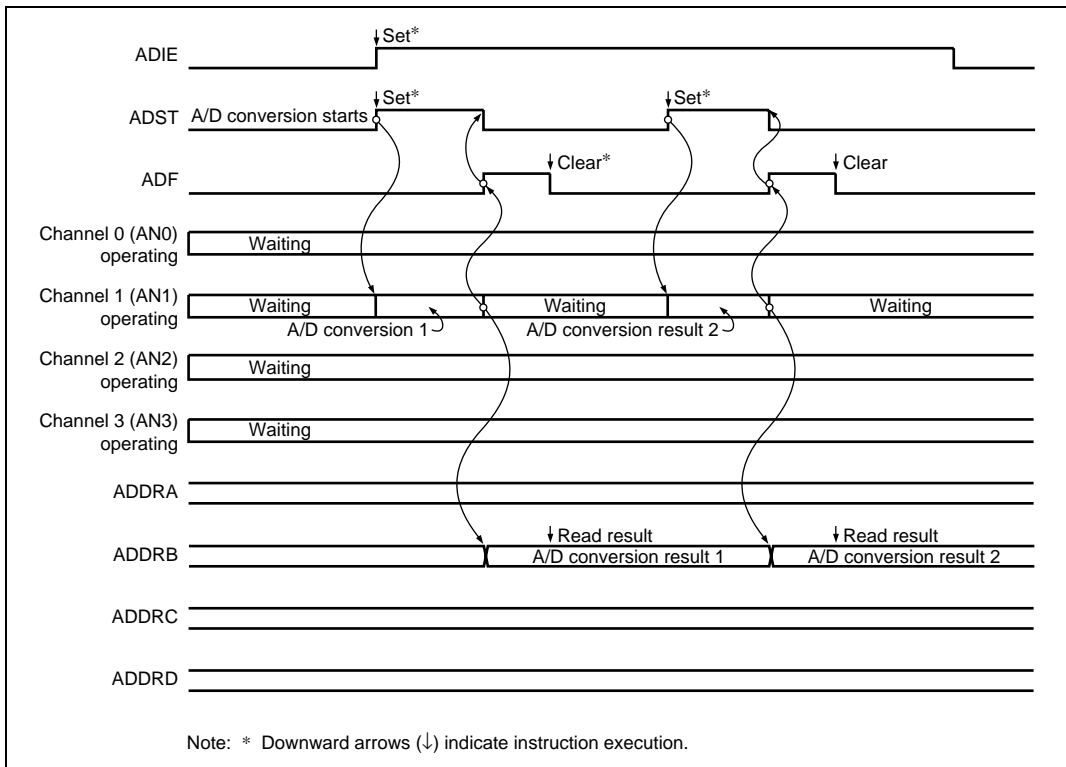 ↓Set*
ADIE
↓Set* ↓Set*
ADST A/D conversion starts
↓Clear* ↓Clear
ADF
Channel 0 (AN0)
operating
Waiting
Channel 1 (AN1)
operating
Waiting Waiting Waiting
A/D conversion 1 A/D conversion result 2
Channel 2 (AN2)
operating
Waiting
Channel 3 (AN3)
operating
Waiting
ADDRA
↓Read result ↓Read result
ADDRB A/D conversion result 1 A/D conversion result 2
ADDRC
ADDRD
Note: * Downward arrows (↓) indicate instruction execution.